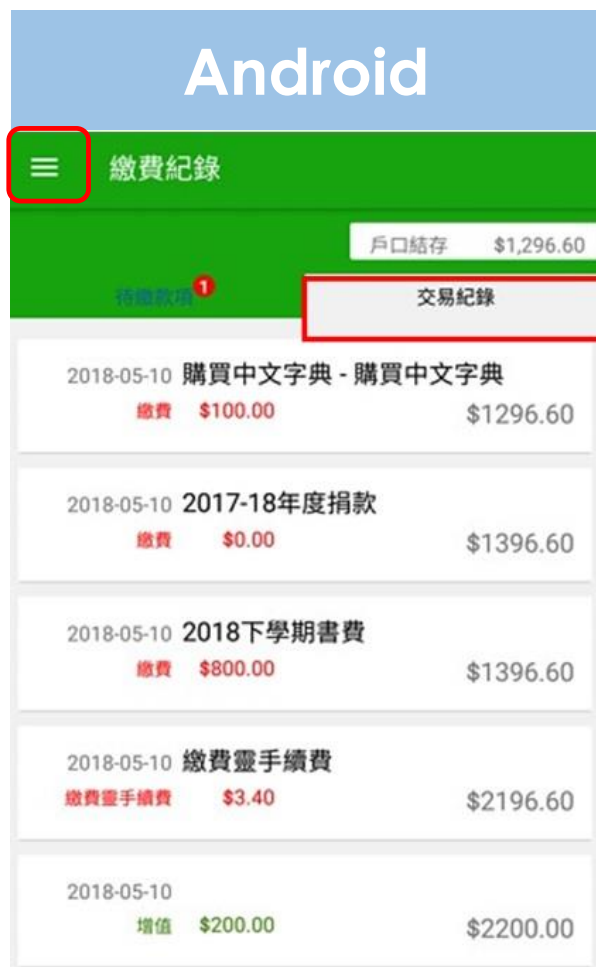 Android
繳費紀錄
戶口結存 $1,296.60
待繳款項 1
交易紀錄
2018-05-10 購買中文字典 - 購買中文字典
繳費 $100.00 $1296.60
2018-05-10 2017-18年度捐款
繳費 $0.00 $1396.60
2018-05-10 2018下學期書費
繳費 $800.00 $1396.60
2018-05-10 繳費靈手續費
繳費靈手續費 $3.40 $2196.60
2018-05-10
增值 $200.00 $2200.00